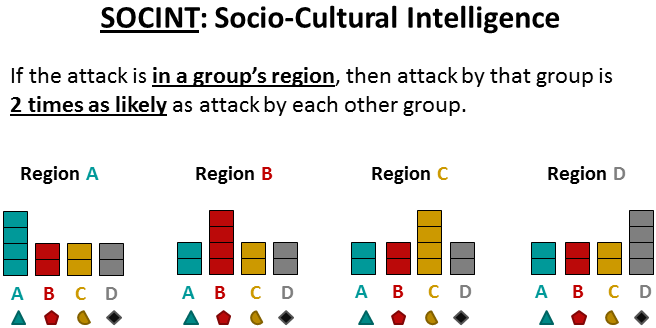 SOCINT: Socio-Cultural Intelligence
If the attack is in a group's region, then attack by that group is
2 times as likely as attack by each other group.
Region A Region B Region C Region D
A B C D A B C D A B C D A B C D